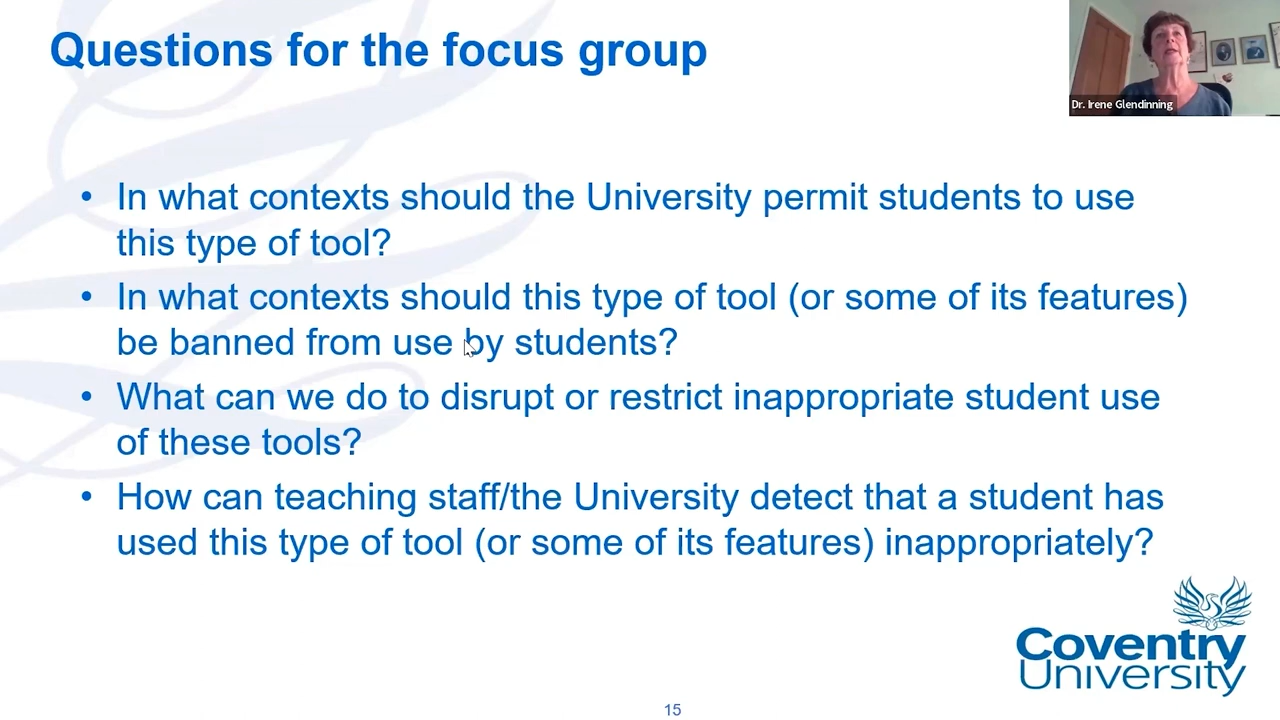 Questions for the focus group
Dr. Irene Glendinning
• In what contexts should the University permit students to use
this type of tool?
• In what contexts should this type of tool (or some of its features)
be banned from use by students?
• What can we do to disrupt or restrict inappropriate student use
of these tools?
• How can teaching staff/the University detect that a student has
used this type of tool (or some of its features) inappropriately?
Coventry
University
15